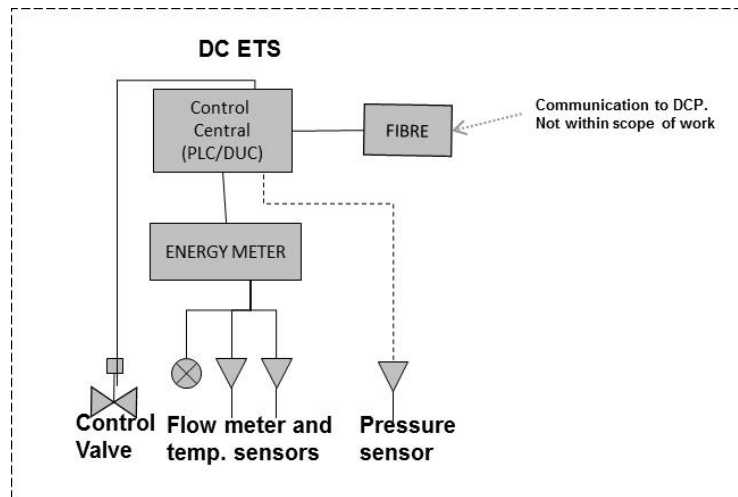 DC ETS
Control
Central
(PLC/DUC)
FIBRE
Communication to DCP.
Not within scope of work
ENERGY METER
Control
Valve
Flow meter and
temp. sensors
Pressure
sensor